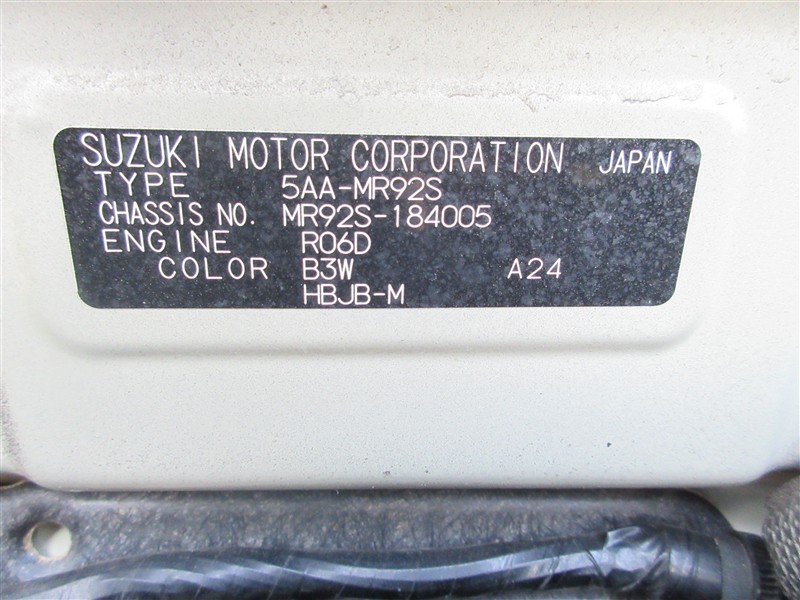 SUZUKI MOTOR CORPORATION JAPAN
TYPE 5AA-MR92S
CHASSIS NO. MR92S-184005
ENGINE R06D
COLOR B3W A24
HBJB-M